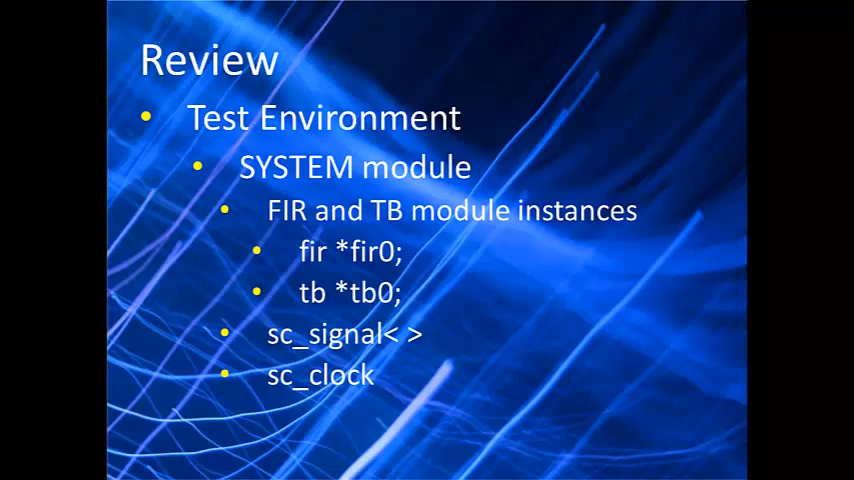 Review
• Test Environment
• SYSTEM module
• FIR and TB module instances
• fir *fir0;
• tb *tb0;
• sc_signal< >
• sc_clock